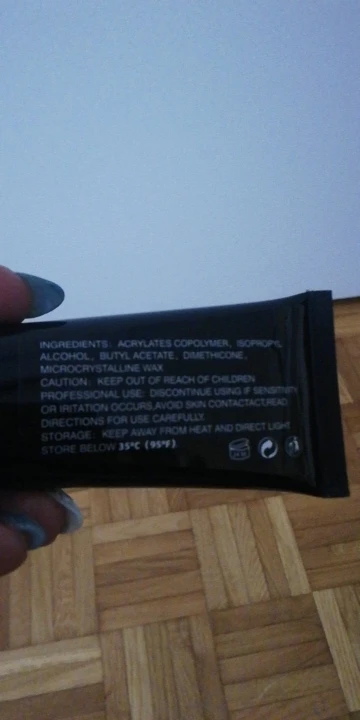 INGREDIENTS: ACRYLATES COPOLYMER, ISOPROPYL
ALCOHOL, BUTYL ACETATE, DIMETHICONE,
MICROCRYSTALLINE WAX
CAUTION: KEEP OUT OF REACH OF CHILDREN
PROFESSIONAL USE: DISCONTINUE USING IF SENSITIVITY
OR IRRITATION OCCURS,AVOID SKIN CONTACTACT,READ
DIRECTIONS FOR USE CAREFULLY.
STORAGE: KEEP AWAY FROM HEAT AND DIRECT LIGHT.
STORE BELOW 35°C (95°F)